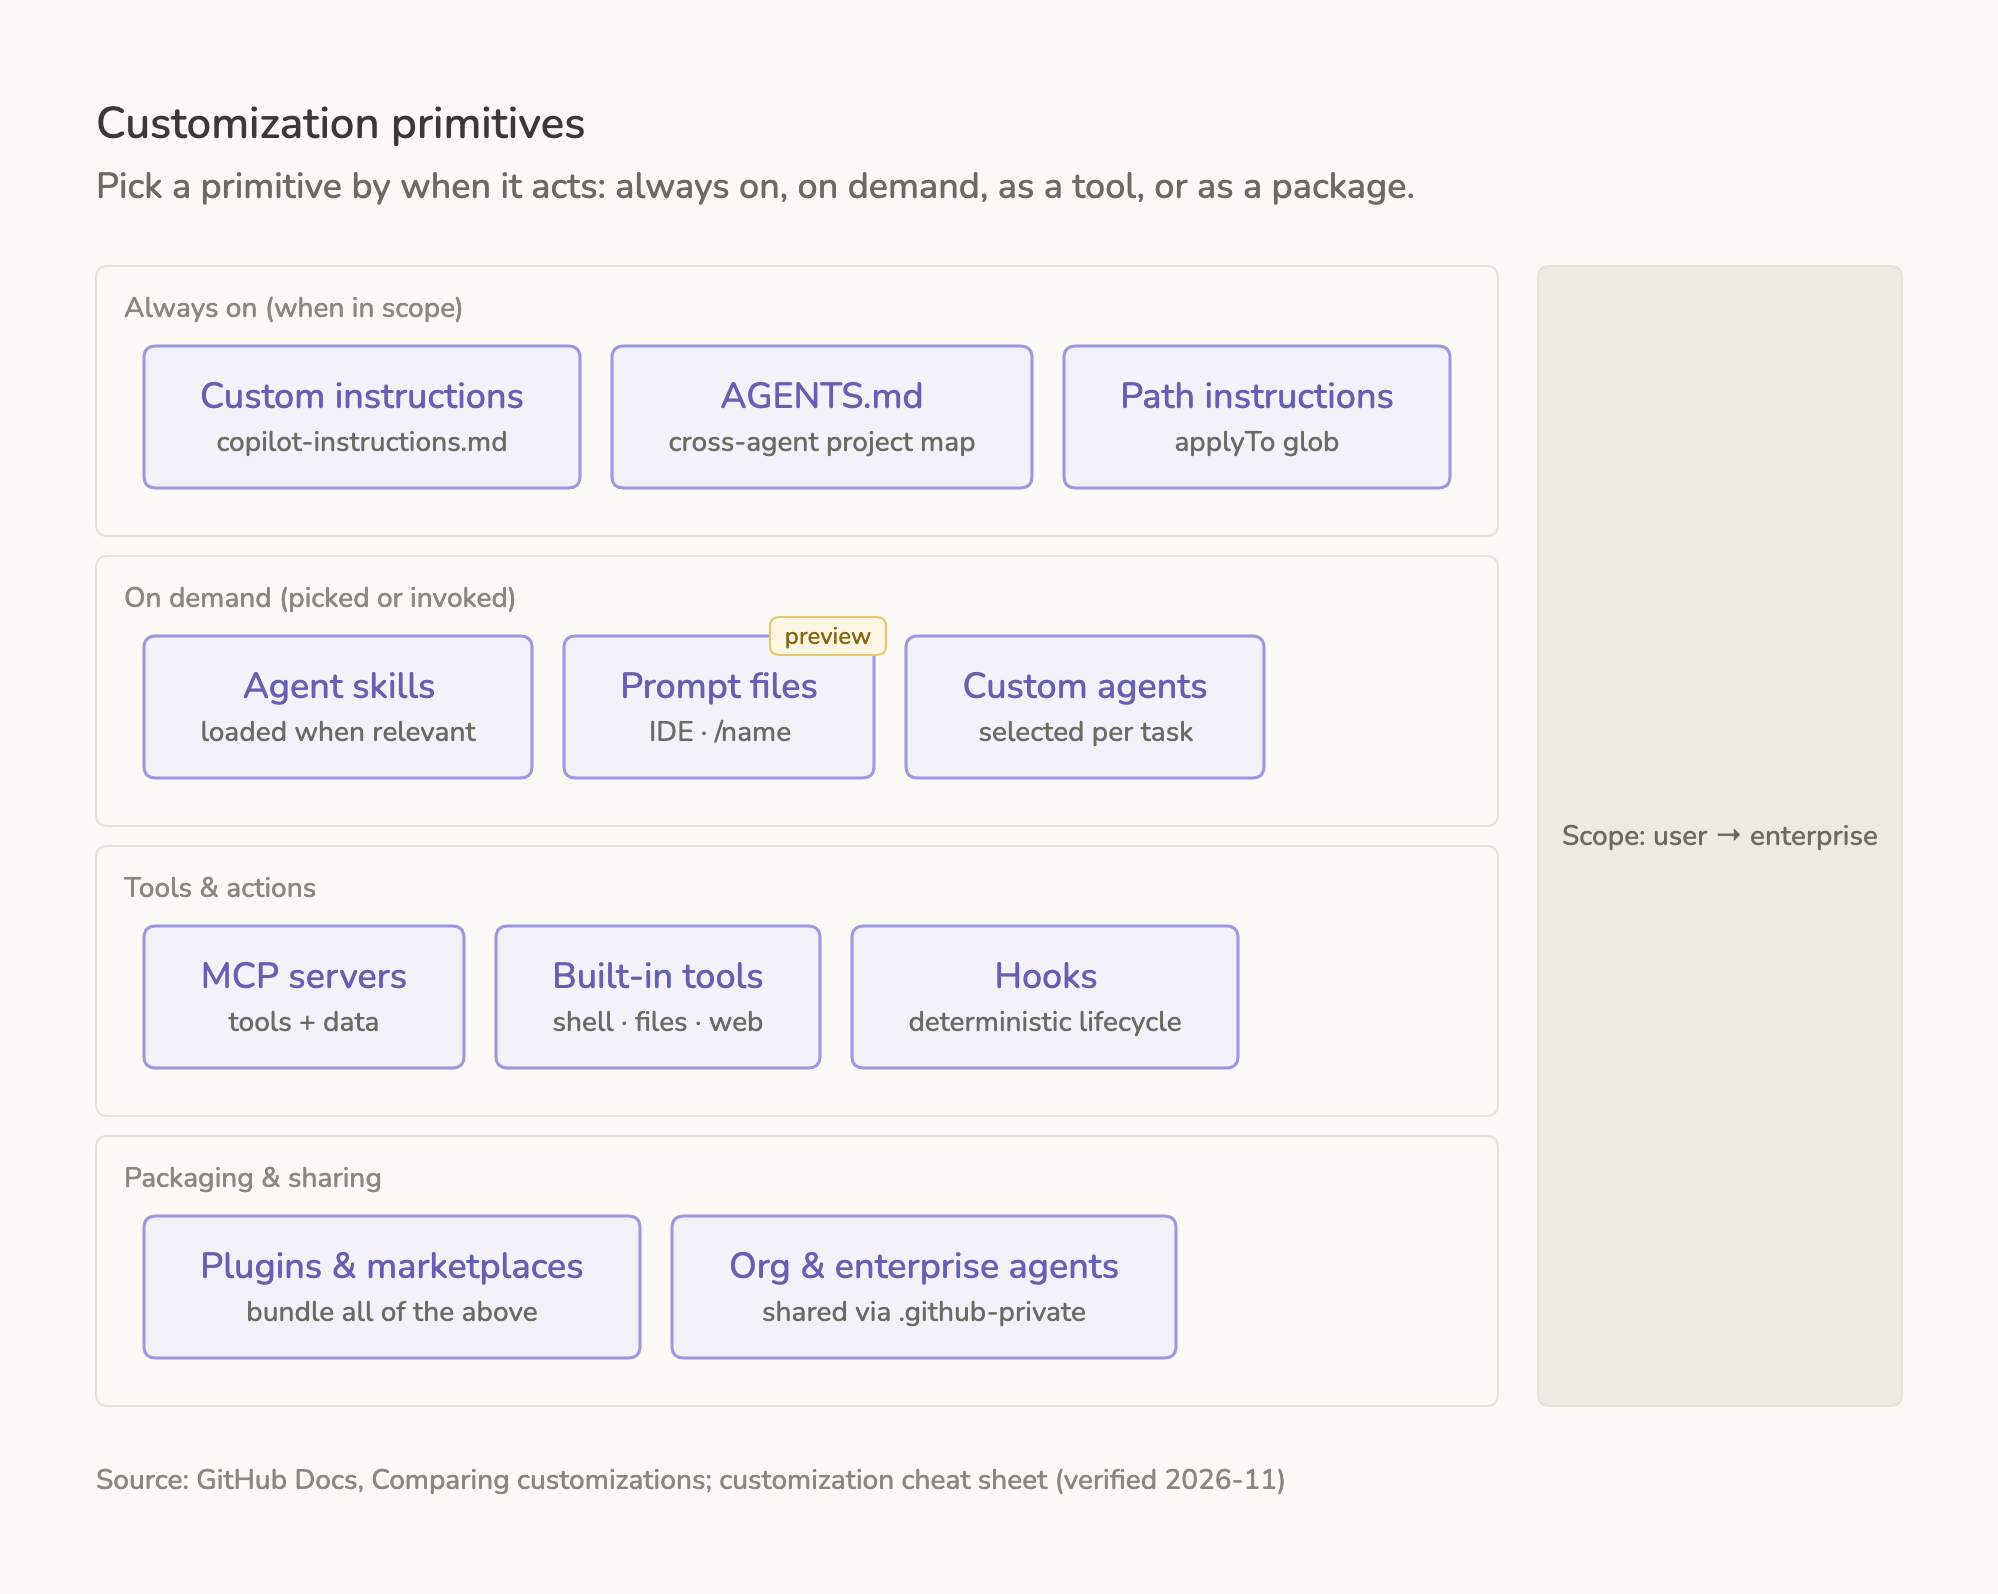 Customization primitives
Pick a primitive by when it acts: always on, on demand, as a tool, or as a package.
Always on (when in scope)
Custom instructions
copilot-instructions.md
AGENTS.md
cross-agent project map
Path instructions
applyTo glob
On demand (picked or invoked)
Agent skills
loaded when relevant
preview
Prompt files
IDE · /name
Custom agents
selected per task
Tools & actions
MCP servers
tools + data
Built-in tools
shell · files · web
Hooks
deterministic lifecycle
Packaging & sharing
Plugins & marketplaces
bundle all of the above
Org & enterprise agents
shared via .github-private
Scope: user → enterprise
Source: GitHub Docs, Comparing customizations; customization cheat sheet (verified 2026-11)